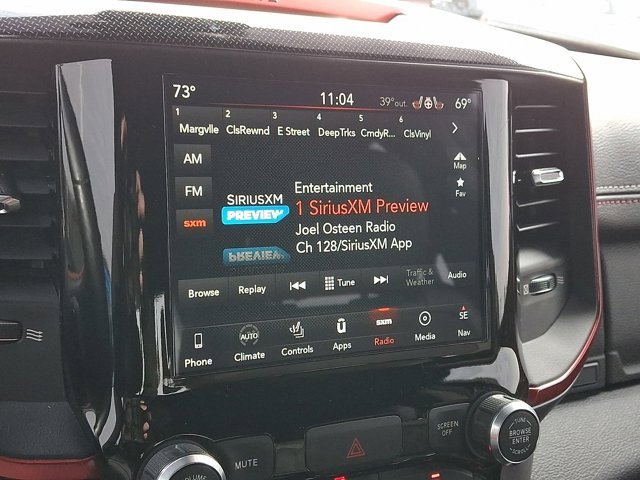 73° 11:04 39° out 69°
1 2 3 4 5 6
Margvlle ClsRewnd E Street DeepTrks CmdyR... ClsVinyl
AM
Map
FM
Fav
sxm
SIRIUSXM
PREVIEW
Entertainment
1 SiriusXM Preview
Joel Osteen Radio
Ch 128/SiriusXM App
Browse Replay Tune Traffic & Weather Audio
AUTO SE
Phone Climate Controls Apps Radio Media Nav
ū sxm
VOLUME
MUTE
SCREEN OFF
TUNE
BROWSE
ENTER
SCROLL